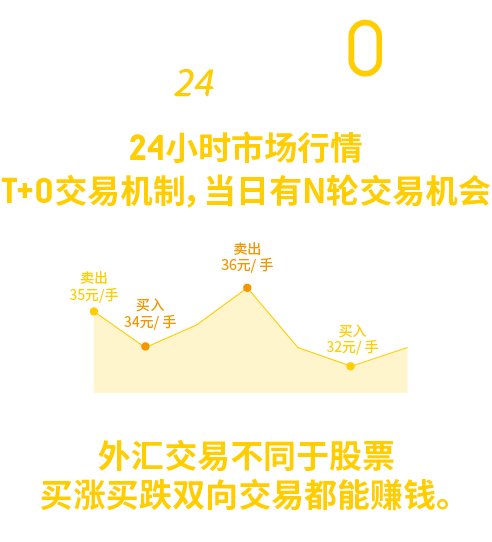 0
24
24小时市场行情
T+0交易机制, 当日有N轮交易机会
卖出
36元/ 手
卖出
35元/手
买入
34元/ 手
买入
32元/ 手
外汇交易不同于股票
买涨买跌双向交易都能赚钱。